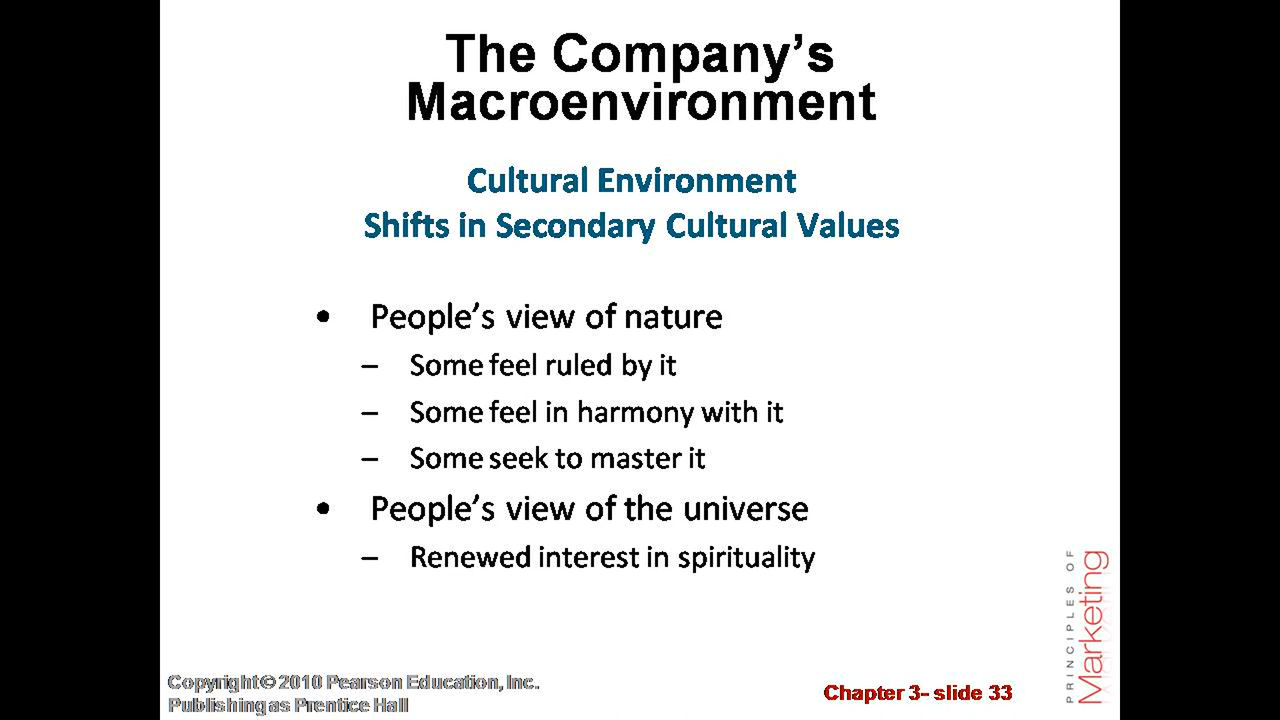 The Company’s
Macroenvironment
Cultural Environment
Shifts in Secondary Cultural Values
• People’s view of nature
– Some feel ruled by it
– Some feel in harmony with it
– Some seek to master it
• People’s view of the universe
– Renewed interest in spirituality
PRINCIPLES OF
Marketing
Copyright © 2010 Pearson Education, Inc.
Publishing as Prentice Hall
Chapter 3- slide 33